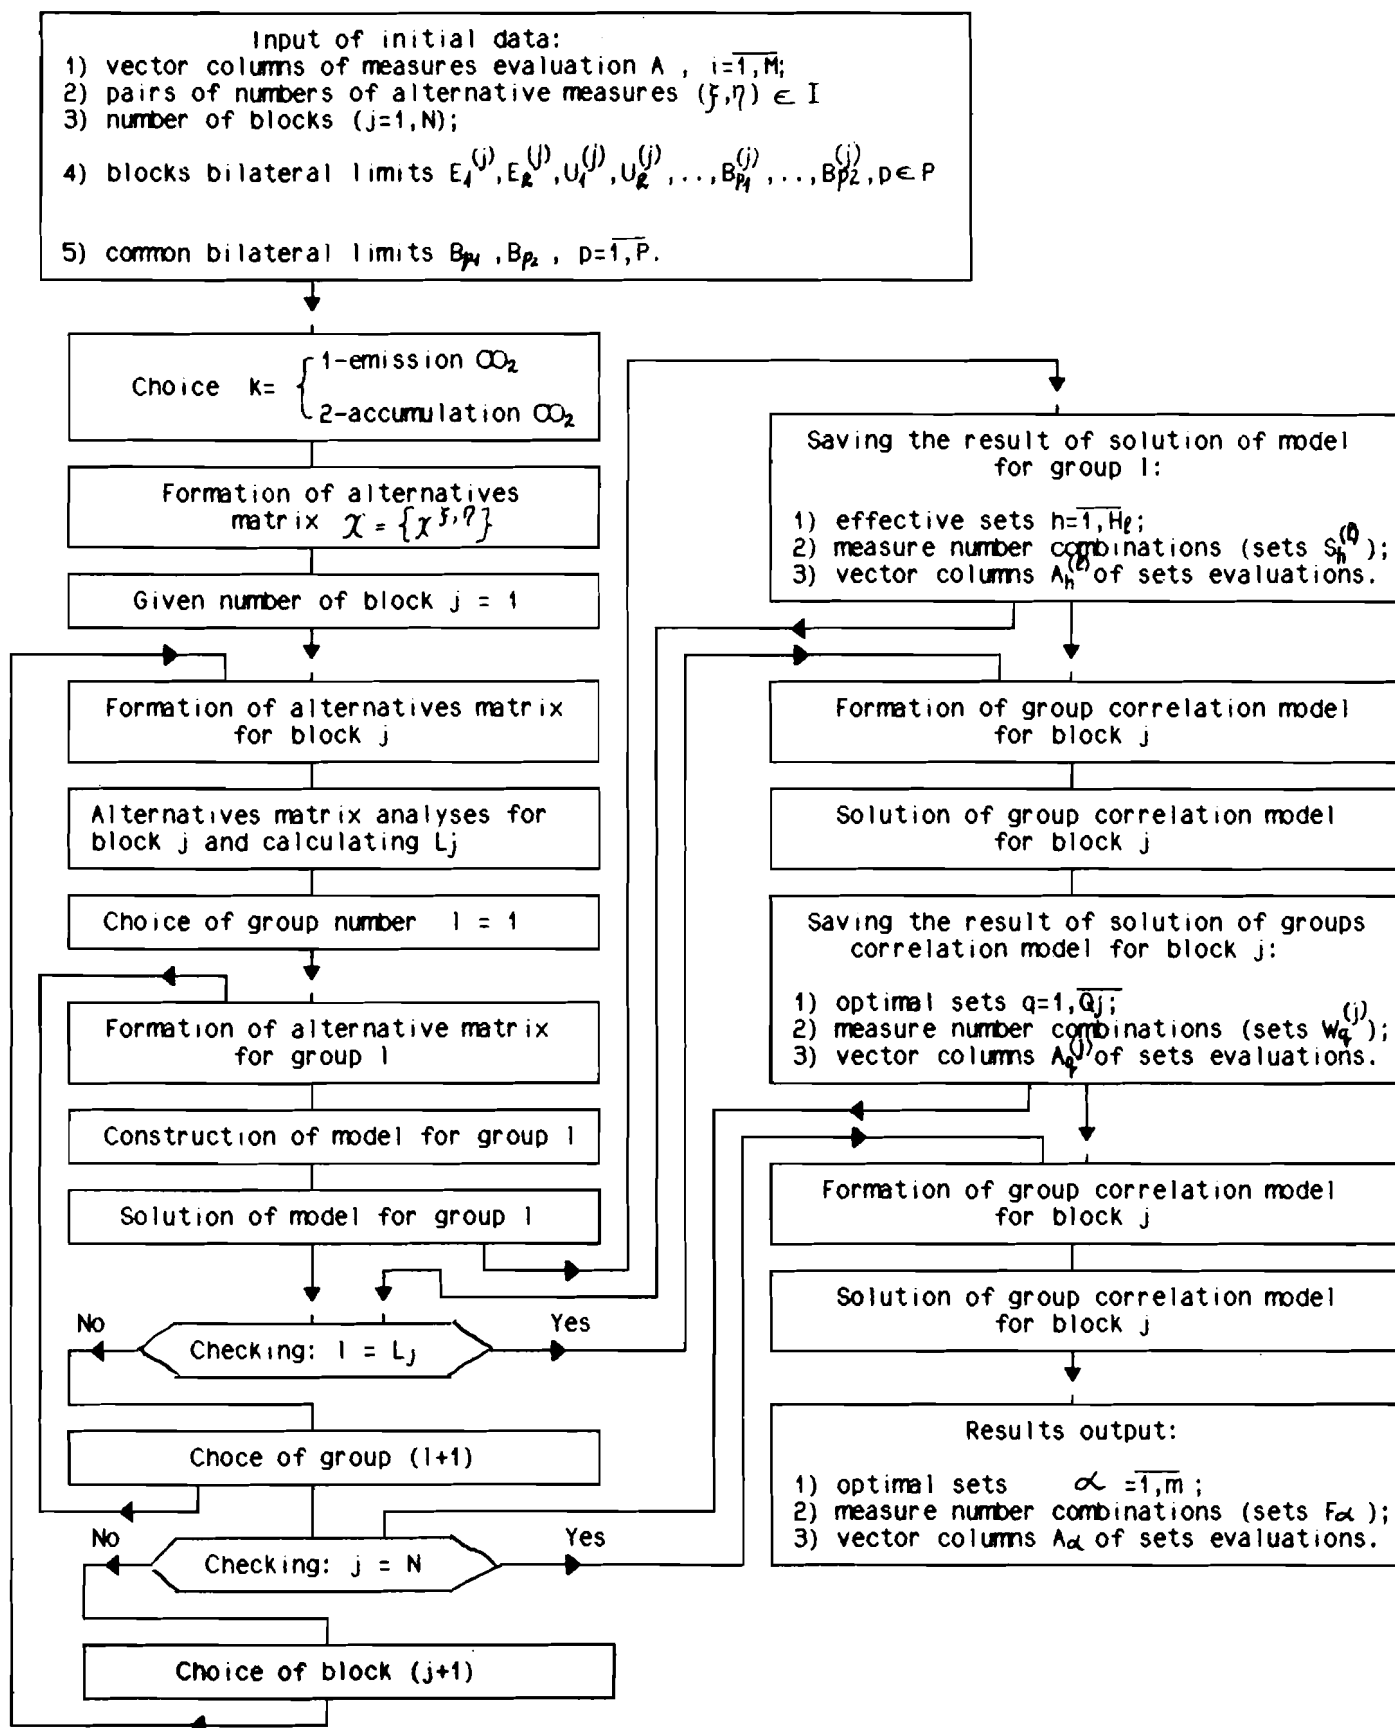 Input of initial data:
1) vector columns of measures evaluation A , i=1,M;
2) pairs of numbers of alternative measures (ξ,η) ∈ I
3) number of blocks (j=1,N);
4) blocks bilateral limits E₁⁽ʲ⁾,E₂⁽ʲ⁾,U₁⁽ʲ⁾,U₂⁽ʲ⁾,...,Bp₁⁽ʲ⁾,...,Bp2⁽ʲ⁾,p∈P
5) common bilateral limits Bp₁ ,Bp₂ , p=1,P.
Choice k=
1-emission CO₂
2-accumulation CO₂
Formation of alternatives
matrix χ = {χ^ξ,η}
Given number of block j = 1
Formation of alternatives matrix
for block j
Alternatives matrix analyses for
block j and calculating Lj
Choice of group number l = 1
Formation of alternative matrix
for group l
Construction of model for group l
Solution of model for group l
No
Checking: l = Lj
Yes
Choce of group (l+1)
No
Checking: j = N
Yes
Choice of block (j+1)
Saving the result of solution of model
for group l:
1) effective sets h=1,Hℓ;
2) measure number combinations (sets Sh⁽ˡ⁾);
3) vector columns Ah⁽ˡ⁾ of sets evaluations.
Formation of group correlation model
for block j
Solution of group correlation model
for block j
Saving the result of solution of groups
correlation model for block j:
1) optimal sets q=1,Qj;
2) measure number combinations (sets Wq⁽ʲ⁾);
3) vector columns Aq⁽ʲ⁾ of sets evaluations.
Formation of group correlation model
for block j
Solution of group correlation model
for block j
Results output:
1) optimal sets α =1,m ;
2) measure number combinations (sets Fα );
3) vector columns Aα of sets evaluations.